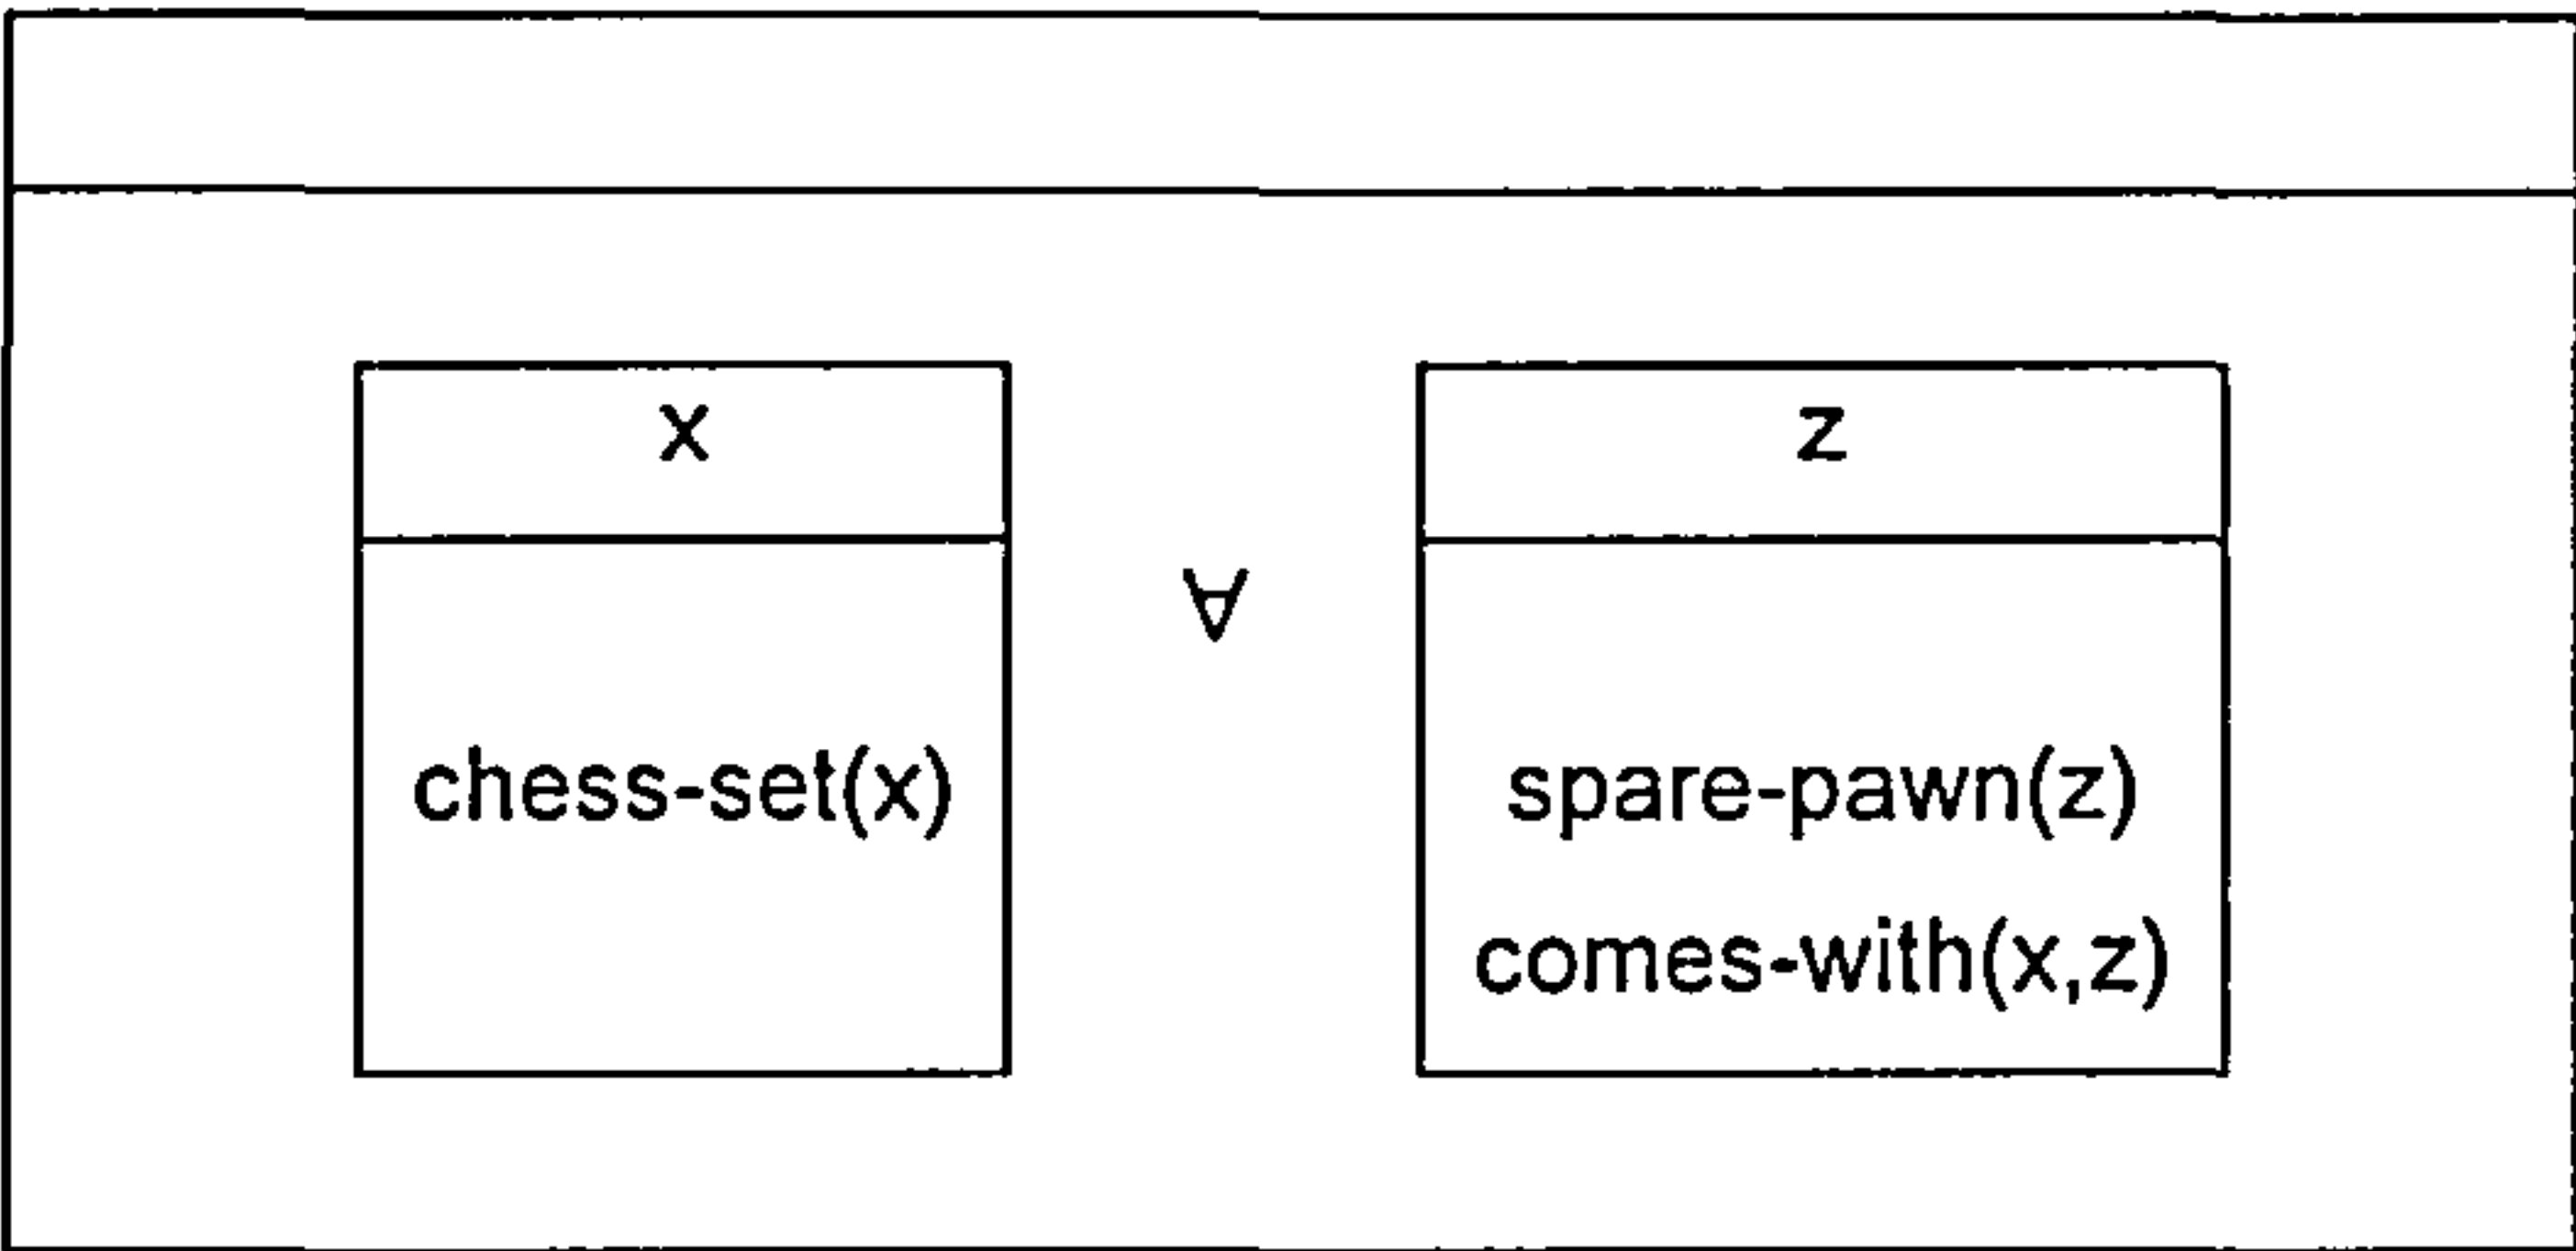 x
z
∀
chess-set(x)
spare-pawn(z)
comes-with(x,z)